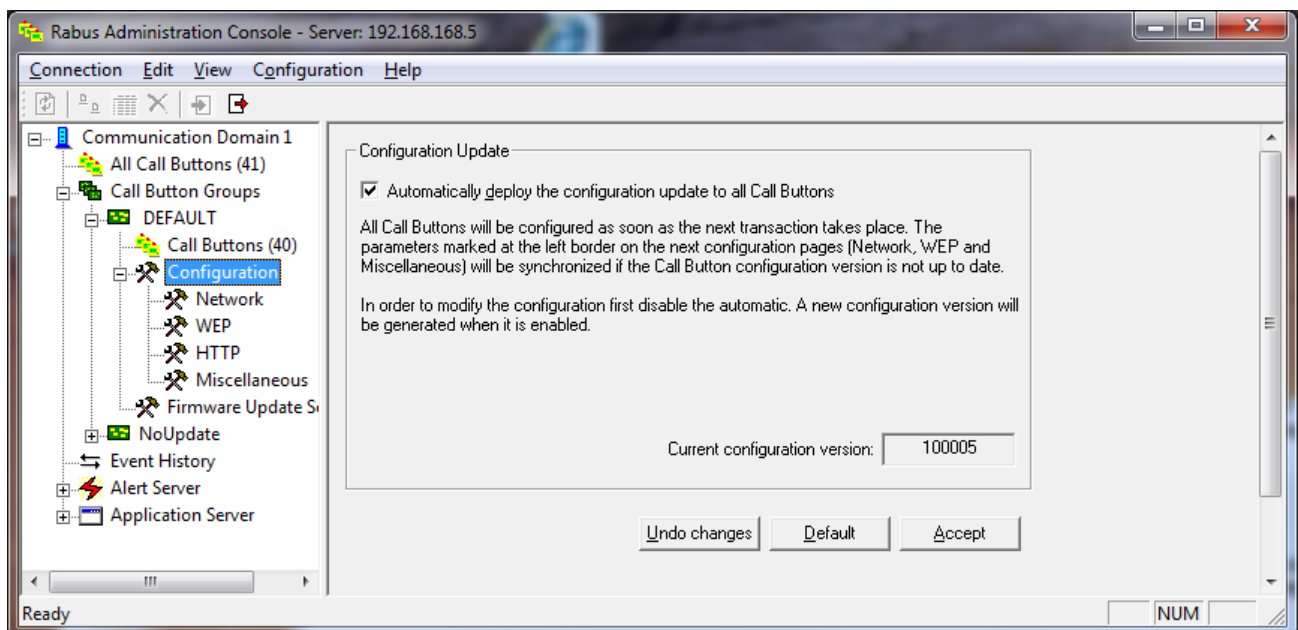 Rabus Administration Console - Server: 192.168.168.5
Connection Edit View Configuration Help
Communication Domain 1
All Call Buttons (41)
Call Button Groups
DEFAULT
Call Buttons (40)
Configuration
Network
WEP
HTTP
Miscellaneous
Firmware Update S
NoUpdate
Event History
Alert Server
Application Server
Configuration Update
Automatically deploy the configuration update to all Call Buttons
All Call Buttons will be configured as soon as the next transaction takes place. The
parameters marked at the left border on the next configuration pages (Network, WEP and
Miscellaneous) will be synchronized if the Call Button configuration version is not up to date.
In order to modify the configuration first disable the automatic. A new configuration version will
be generated when it is enabled.
Current configuration version: 100005
Undo changes Default Accept
Ready NUM